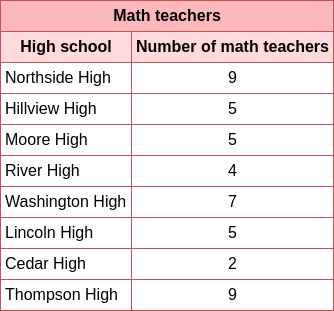 Math teachers
High school Number of math teachers
Northside High 9
Hillview High 5
Moore High 5
River High 4
Washington High 7
Lincoln High 5
Cedar High 2
Thompson High 9